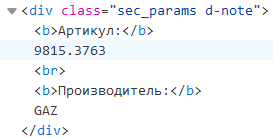 <div class="sec_params d-note">
<b>Артикул:</b>
9815.3763
<br>
<b>Производитель:</b>
GAZ
</div>